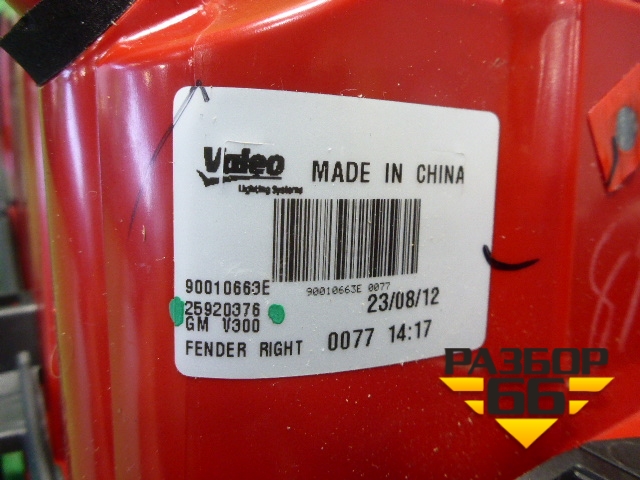 Valeo
Lighting Systems
MADE IN CHINA
90010663E
90010663E 0077
25920376
23/08/12
GM V300
FENDER RIGHT
0077 14:17
РАЗБОР
66